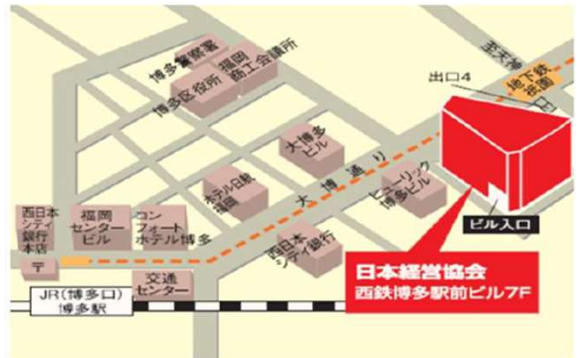 博多警察署
福岡
商工会議所
博多区役所
至天神
出口4
地下鉄
祇園
大博多
ビル
大博通り
ホテル日航
福岡
ヒューリック
博多ビル
西日本
シティ銀行
ビル入口
西日本
シティ
銀行
本店
福岡
センター
ビル
コン
フォート
ホテル博多
〒
交通
センター
JR(博多口)
博多駅
日本経営協会
西鉄博多駅前ビル7F